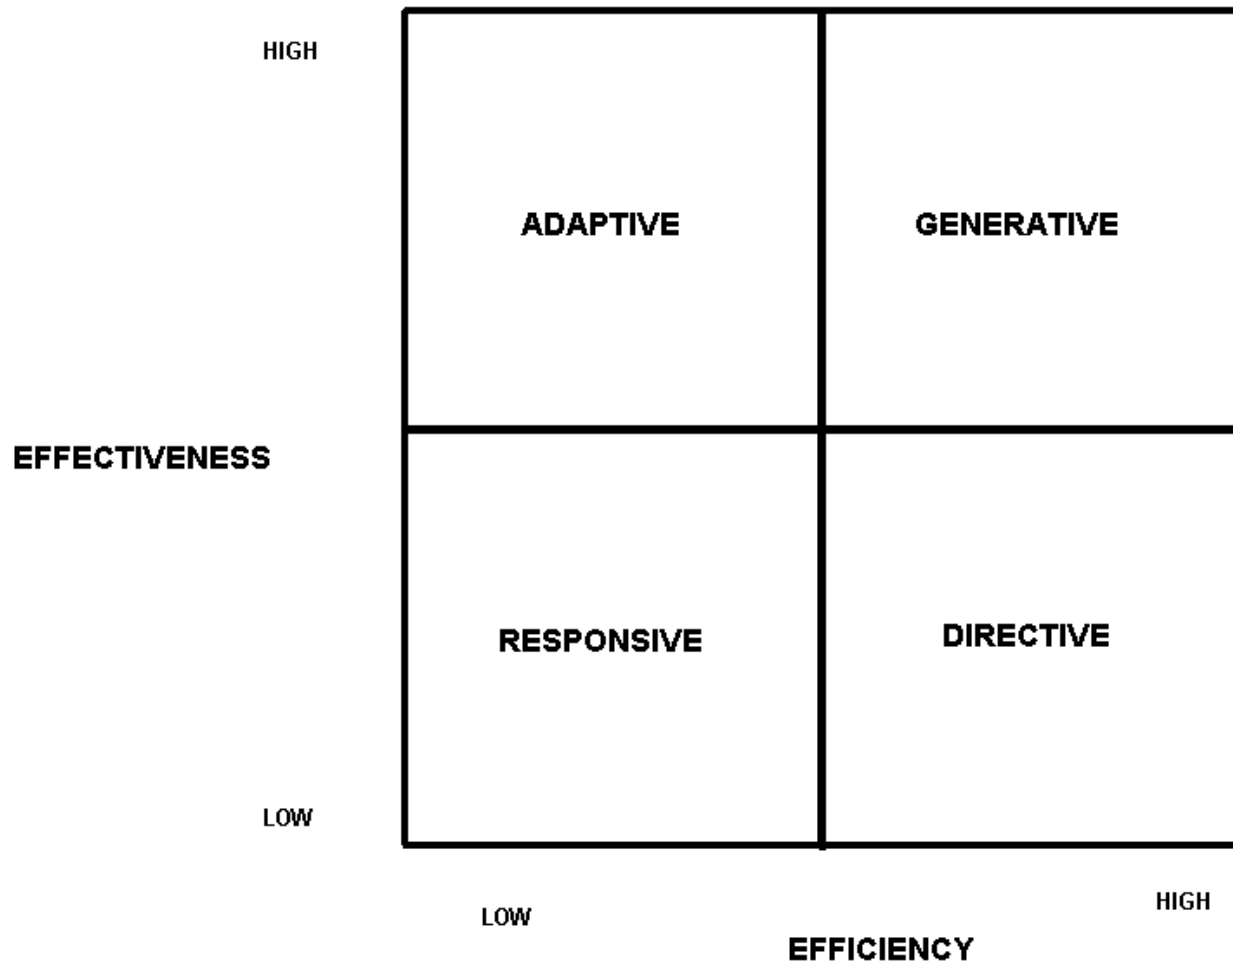 HIGH
ADAPTIVE
GENERATIVE
EFFECTIVENESS
RESPONSIVE
DIRECTIVE
LOW
LOW
HIGH
EFFICIENCY